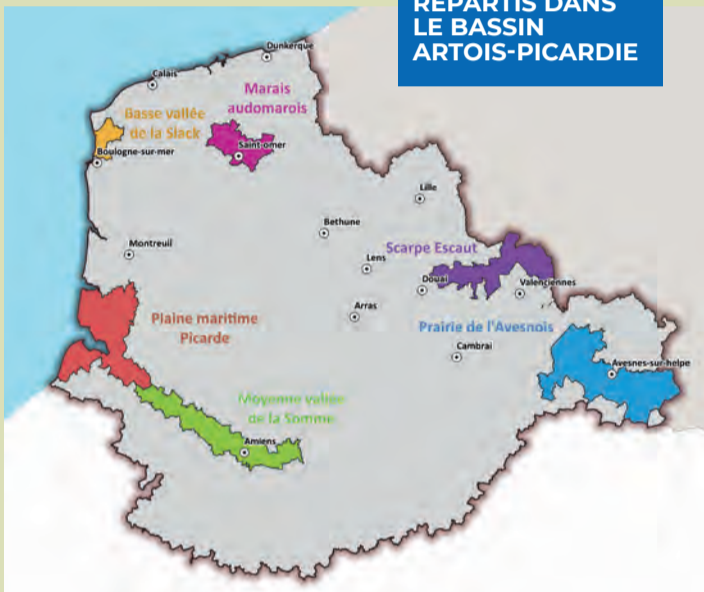 RÉPARTIS DANS
LE BASSIN
ARTOIS-PICARDIE
Dunkerque
Calais
Marais
audomarois
Basse vallée
de la Slack
Saint-omer
Boulogne-sur-mer
Lille
Bethune
Montreuil
Scarpe Escaut
Lens
Douai
Valenciennes
Arras
Plaine maritime
Picarde
Prairie de l'Avesnois
Cambrai
Avesnes-sur-helpe
Moyenne vallée
de la Somme
Amiens